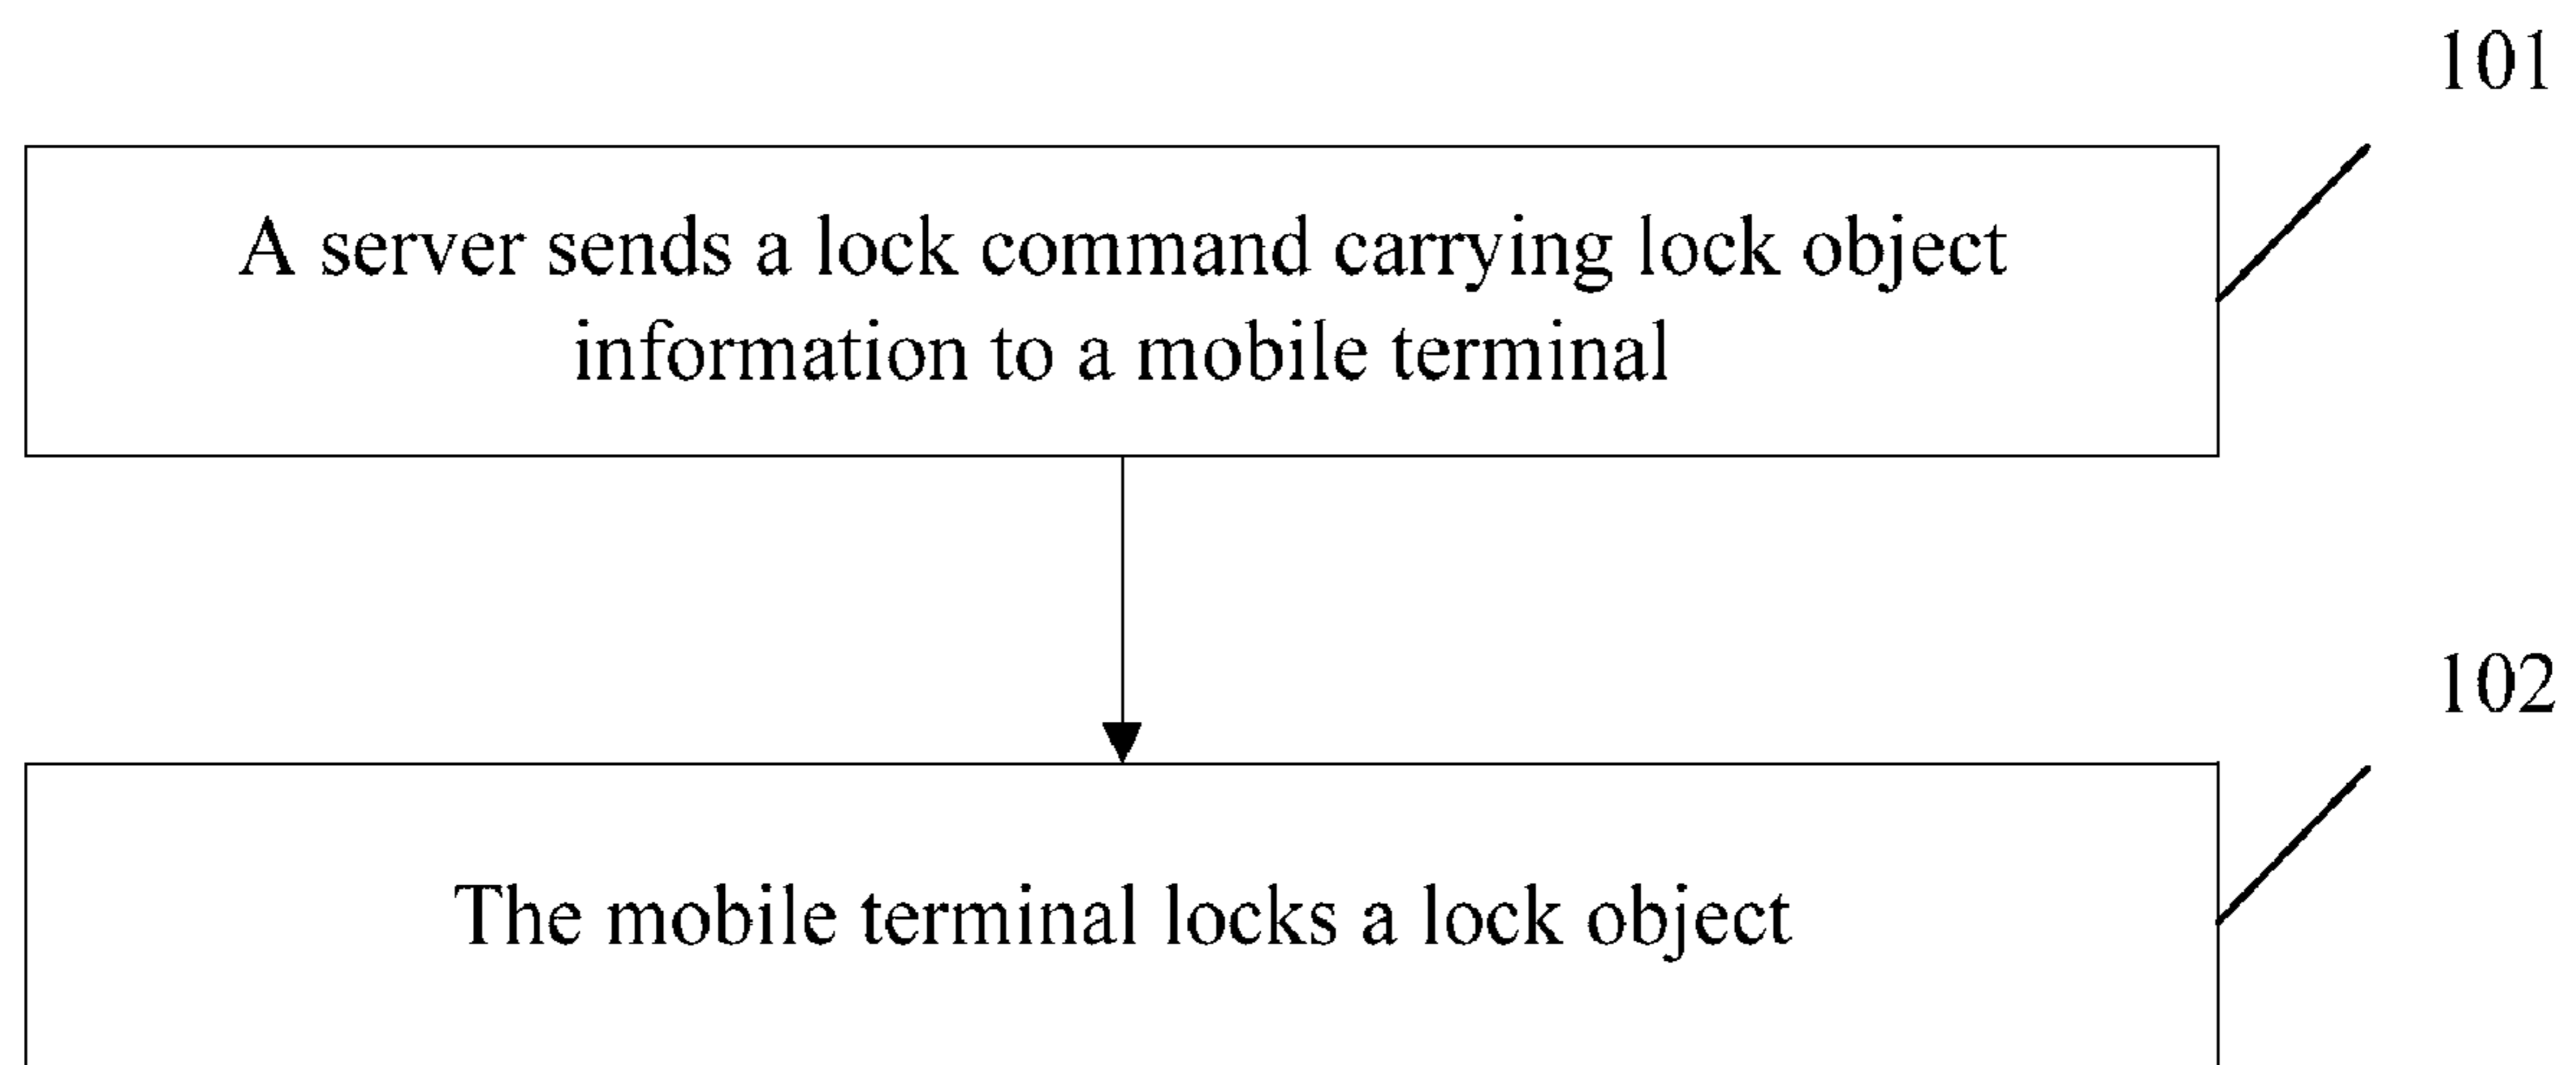 101
A server sends a lock command carrying lock object
information to a mobile terminal
102
The mobile terminal locks a lock object